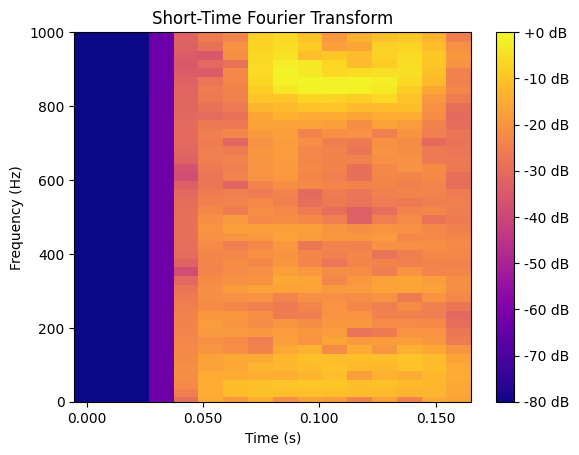 Short-Time Fourier Transform
Frequency (Hz)
1000
800
600
400
200
0
0.000
0.050
0.100
0.150
Time (s)
+0 dB
-10 dB
-20 dB
-30 dB
-40 dB
-50 dB
-60 dB
-70 dB
-80 dB